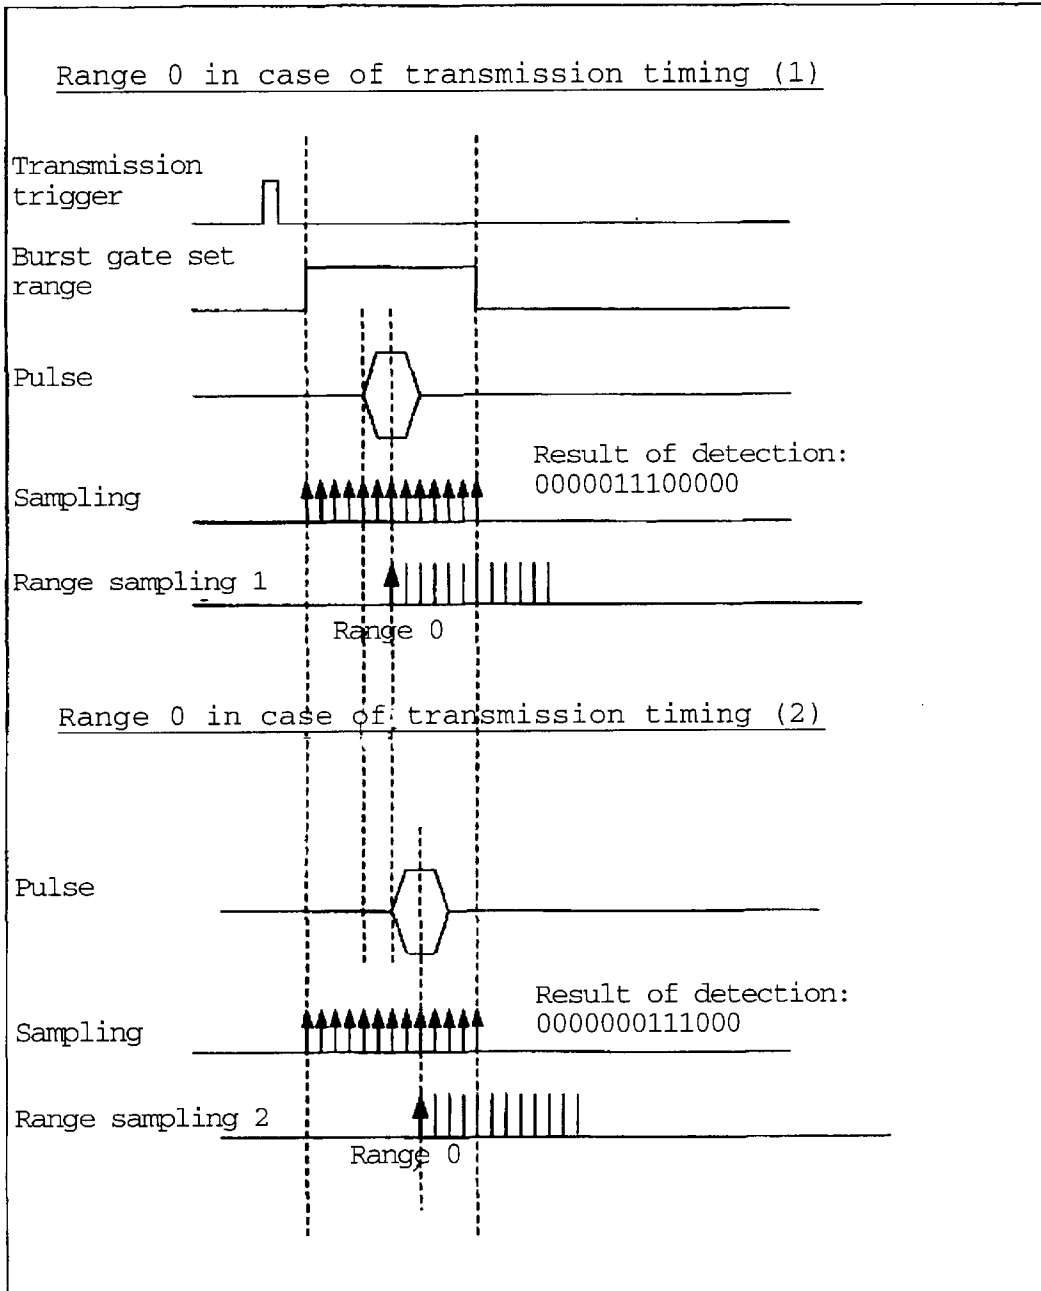 Range 0 in case of transmission timing (1)
Transmission
trigger
Burst gate set
range
Pulse
Result of detection:
0000011100000
Sampling
Range sampling 1
Range 0
Range 0 in case of transmission timing (2)
Pulse
Result of detection:
0000000111000
Sampling
Range sampling 2
Range 0